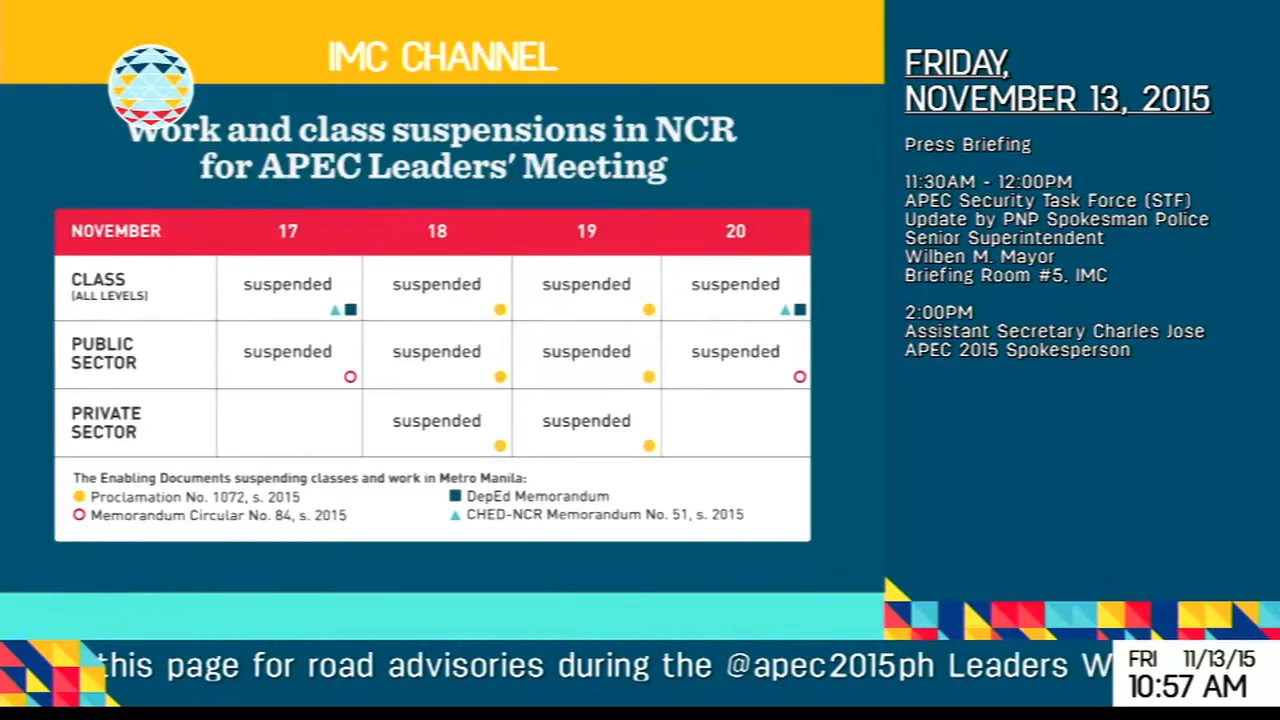 IMC CHANNEL
Work and class suspensions in NCR
for APEC Leaders' Meeting
NOVEMBER 17 18 19 20
CLASS
(ALL LEVELS)
suspended suspended suspended suspended
PUBLIC
SECTOR
suspended suspended suspended suspended
PRIVATE
SECTOR
suspended suspended
The Enabling Documents suspending classes and work in Metro Manila:
Proclamation No. 1072, s. 2015
DepEd Memorandum
Memorandum Circular No. 84, s. 2015
CHED-NCR Memorandum No. 51, s. 2015
FRIDAY,
NOVEMBER 13, 2015
Press Briefing
11:30AM - 12:00PM
APEC Security Task Force (STF)
Update by PNP Spokesman Police
Senior Superintendent
Wilben M. Mayor
Briefing Room #5, IMC
2:00PM
Assistant Secretary Charles Jose
APEC 2015 Spokesperson
this page for road advisories during the @apec2015ph Leaders W
FRI 11/13/15
10:57 AM